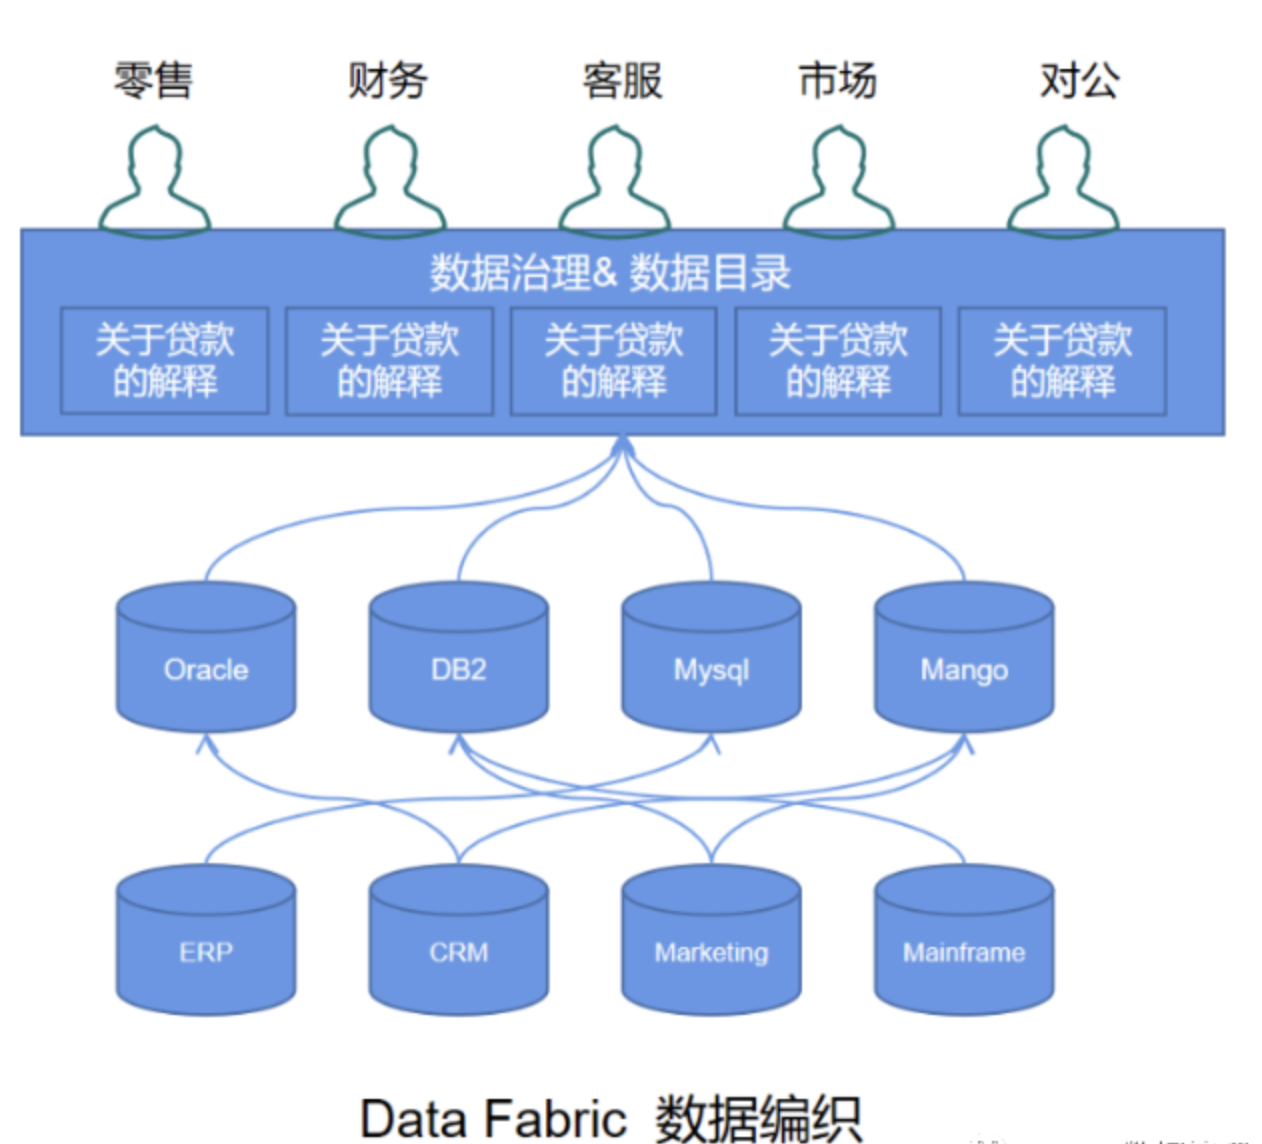 零售 财务 客服 市场 对公
数据治理& 数据目录
关于贷款 关于贷款 关于贷款 关于贷款 关于贷款
的解释 的解释 的解释 的解释 的解释
Oracle DB2 Mysql Mango
ERP CRM Marketing Mainframe
Data Fabric 数据编织